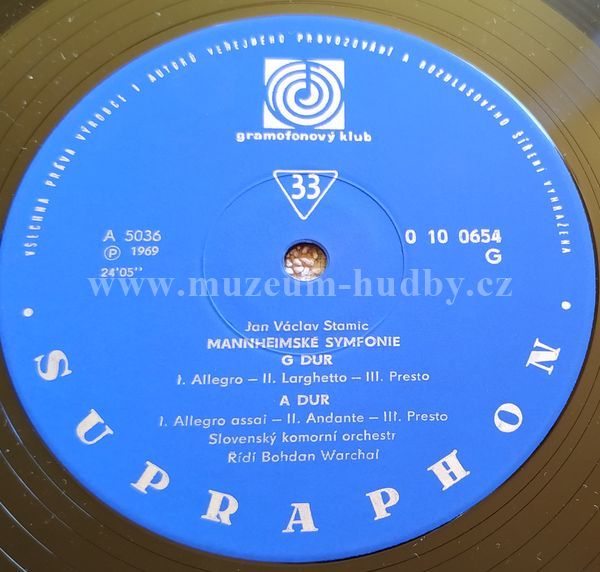 VŠECHNA PRÁVA VÝROBCE I AUTORŮ VEŘEJNÉHO PROVOZOVÁNÍ A ROZHLASOVÉHO ŠÍŘENÍ VYHRAŽENA
gramofonový klub
33
A 5036
Ⓟ 1969
24'05''
0 10 0654
G
www.muzeum-hudby.cz
Jan Václav Stamic
MANNHEIMSKÉ SYMFONIE
G DUR
I. Allegro – II. Larghetto – III. Presto
A DUR
I. Allegro assai – II. Andante – III. Presto
Slovenský komorní orchestr
Řídí Bohdan Warchal
• SUPRAPHON •